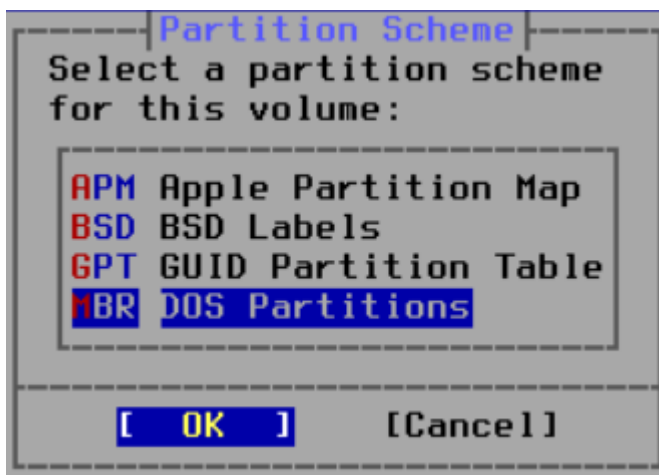 Partition Scheme
Select a partition scheme
for this volume:
APM Apple Partition Map
BSD BSD Labels
GPT GUID Partition Table
MBR DOS Partitions
[ OK ] [Cancel]